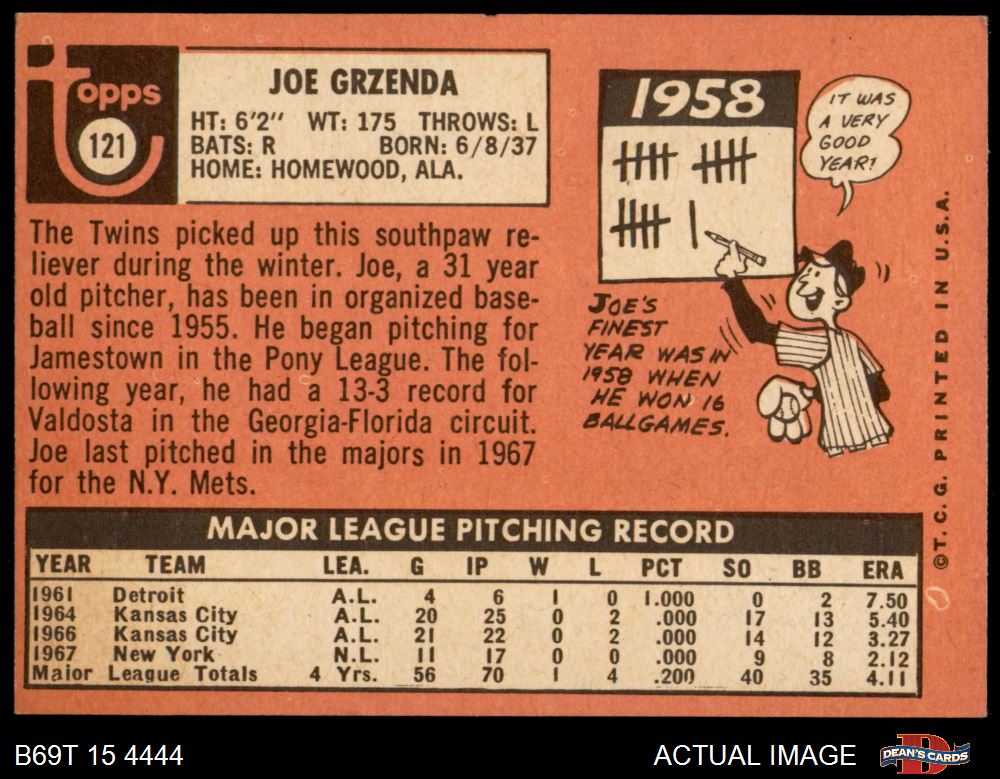 topps
121
JOE GRZENDA
HT: 6'2" WT: 175 THROWS: L
BATS: R BORN: 6/8/37
HOME: HOMEWOOD, ALA.
The Twins picked up this southpaw re-
liever during the winter. Joe, a 31 year
old pitcher, has been in organized base-
ball since 1955. He began pitching for
Jamestown in the Pony League. The fol-
lowing year, he had a 13-3 record for
Valdosta in the Georgia-Florida circuit.
Joe last pitched in the majors in 1967
for the N.Y. Mets.
1958
IT WAS
A VERY
GOOD
YEAR!
JOE'S
FINEST
YEAR WAS IN
1958 WHEN
HE WON 16
BALLGAMES.
©T.C.G. PRINTED IN U.S.A.
MAJOR LEAGUE PITCHING RECORD
YEAR TEAM LEA. G IP W L PCT SO BB ERA
1961 Detroit A.L. 4 6 1 0 1.000 0 2 7.50
1964 Kansas City A.L. 20 25 0 2 .000 17 13 5.40
1966 Kansas City A.L. 21 22 0 2 .000 14 12 3.27
1967 New York N.L. 11 17 0 0 .000 9 8 2.12
Major League Totals 4 Yrs. 56 70 1 4 .200 40 35 4.11
B69T 15 4444 ACTUAL IMAGE
DEAN'S CARDS